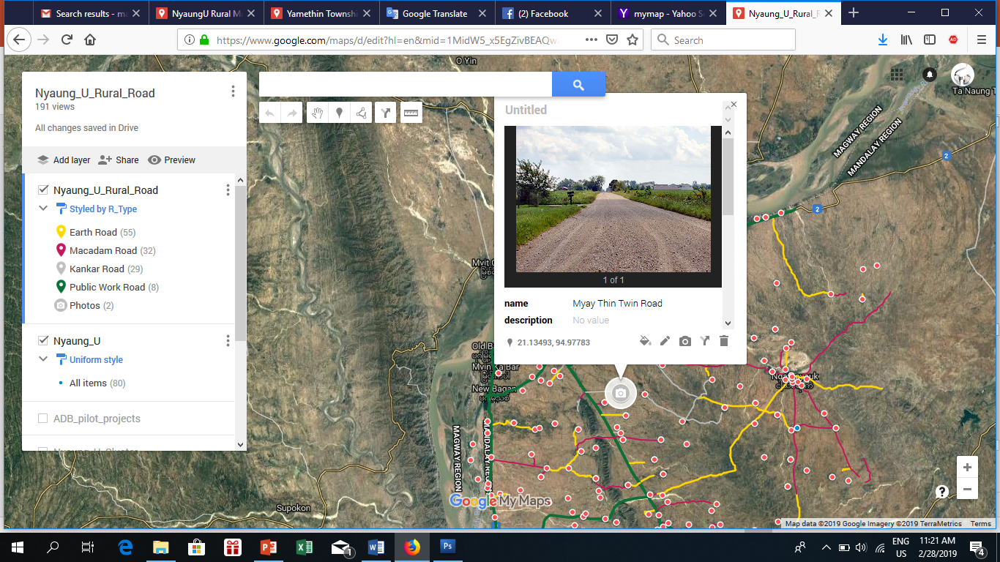 Search results - m
NyaungU Rural M
Yamethin Townshi
Google Translate
(2) Facebook
mymap - Yahoo S
Nyaung_U_Rural_R
https://www.google.com/maps/d/edit?hl=en&mid=1MidW5_x5EgZivBEAQw
Search
Nyaung_U_Rural_Road
191 views
All changes saved in Drive
Add layer
Share
Preview
Nyaung_U_Rural_Road
Styled by R_Type
Earth Road (55)
Macadam Road (32)
Kankar Road (29)
Public Work Road (8)
Photos (2)
Nyaung_U
Uniform style
All items (80)
ADB_pilot_projects
Untitled
1 of 1
name Myay Thin Twin Road
description No value
21.13493, 94.97783
O Yin
Ta Naung T
MAGWAY REGION
MANDALAY REGION
2
2
Old Ba
New Bagan
MAGWAY REGION
MANDALAY REGION
Supokon
Google My Maps
Map data ©2019 Google Imagery ©2019 TerraMetrics
Terms
ENG
US
11:21 AM
2/28/2019
1
4